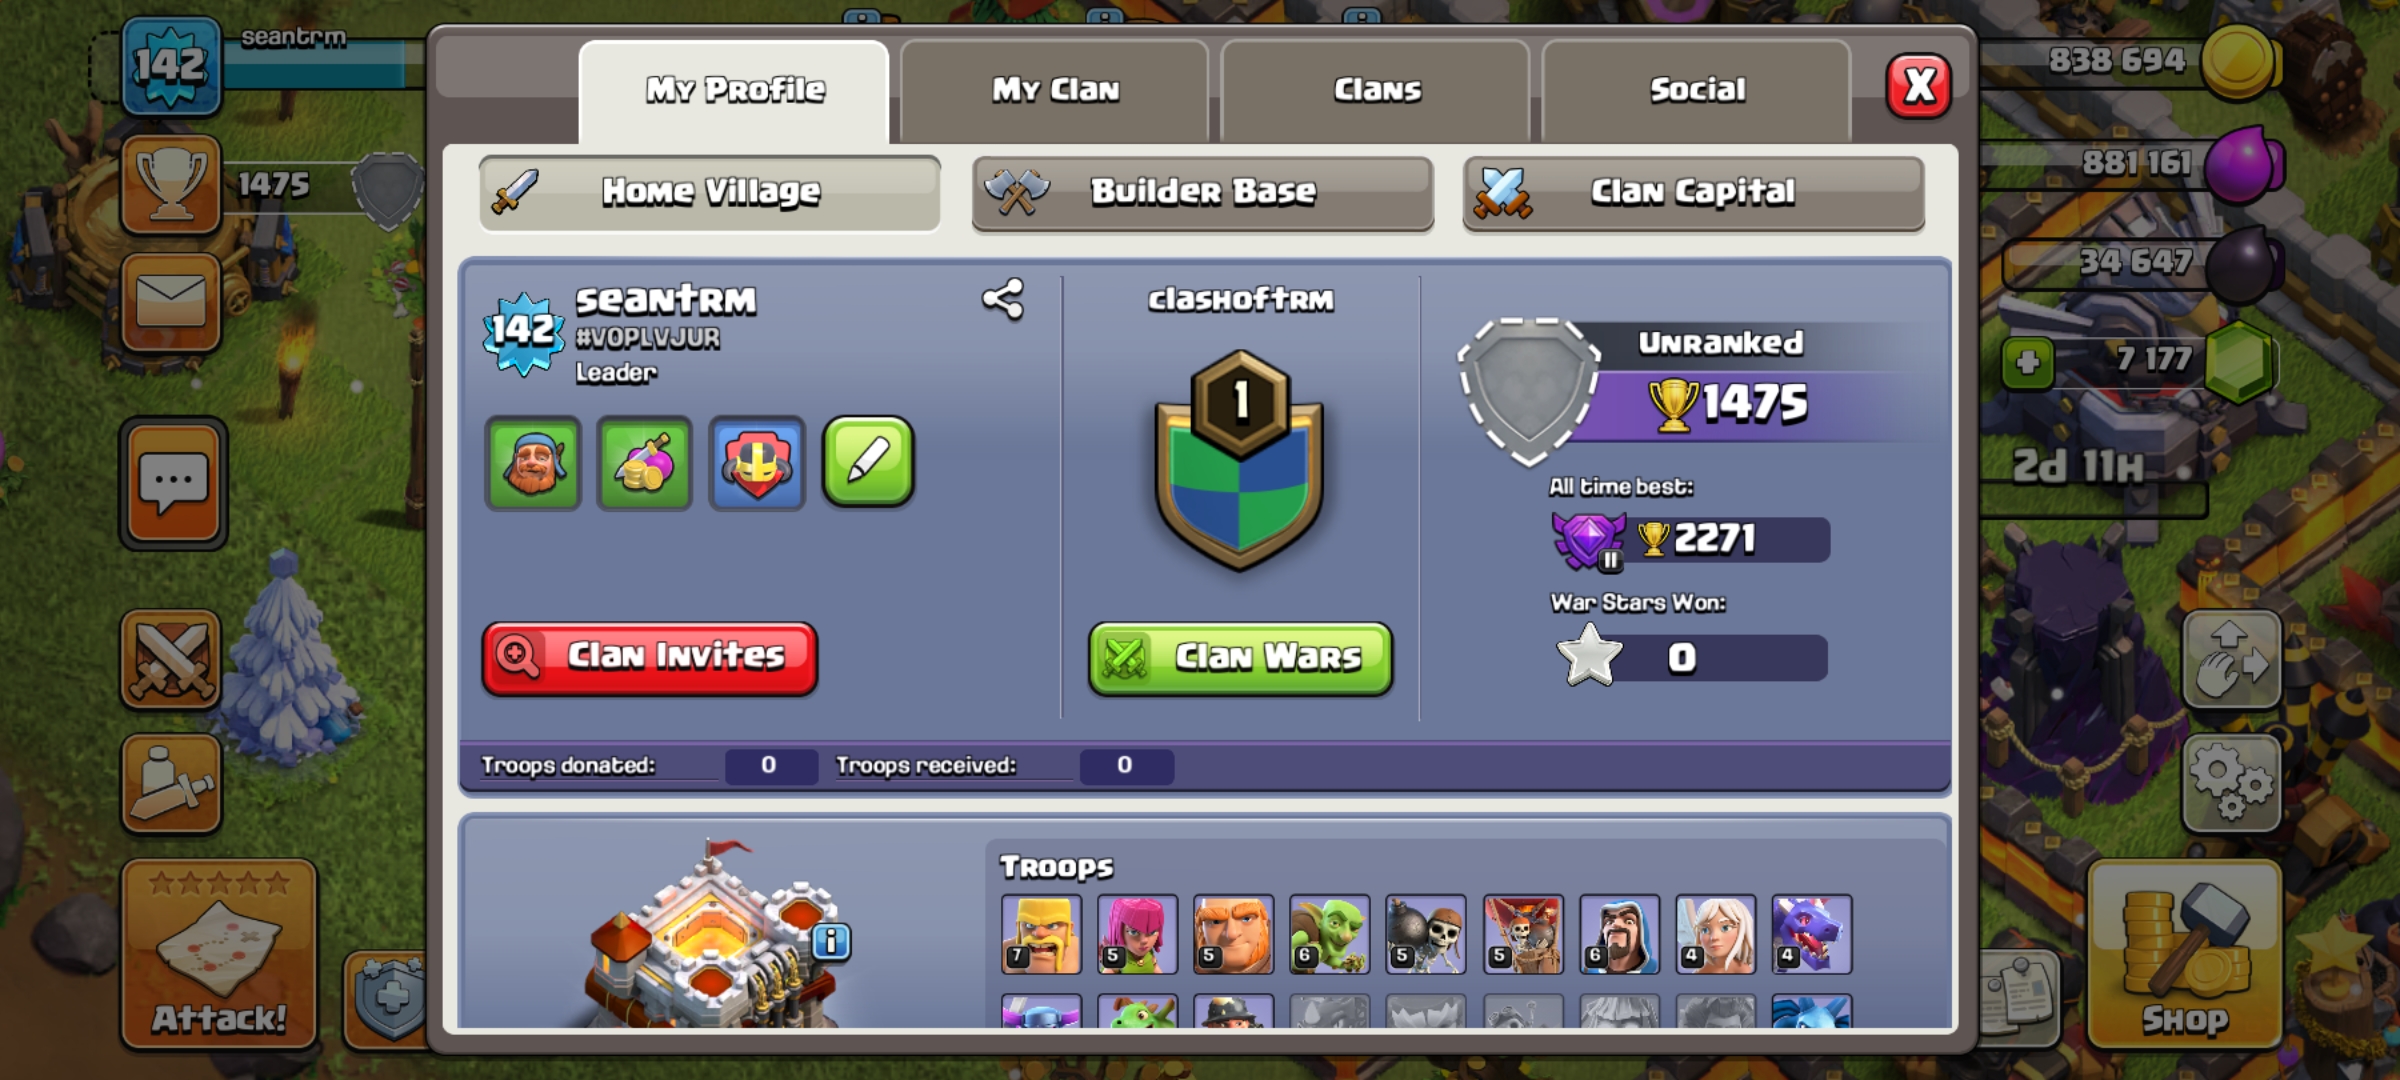 142
seantrm
1475
My Profile
My Clan
Clans
Social
X
838 694
881 161
34 647
7 177
2d 11H
Home Village
Builder Base
Clan Capital
142
seantrm
#V0PLVJUR
Leader
clashoftrm
1
Unranked
1475
All time best:
2271
War Stars Won:
0
Clan Invites
Clan Wars
Troops donated: 0 Troops received: 0
Troops
7 5 5 6 5 5 6 4 4
i
Attack!
Shop